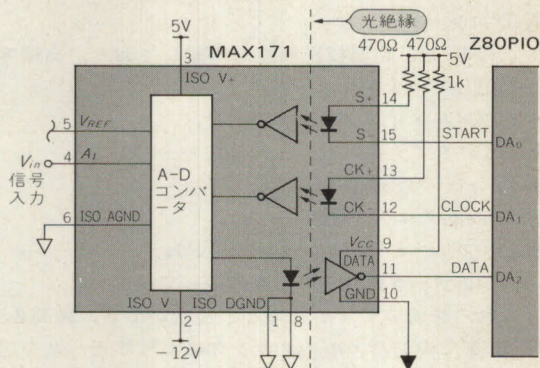 光絶縁
5V
MAX171
470Ω 470Ω
Z80PIO
5V
1k
3
ISO V+
S+ 14
5 VREF
S- 15 START DA0
Vin 4 A1
信号
入力
A-D
コンバ
ータ
CK+ 13
CK- 12 CLOCK DA1
6 ISO AGND
VCC 9
DATA 11 DATA DA2
GND 10
ISO V ISO DGND
2 1 8
-12V